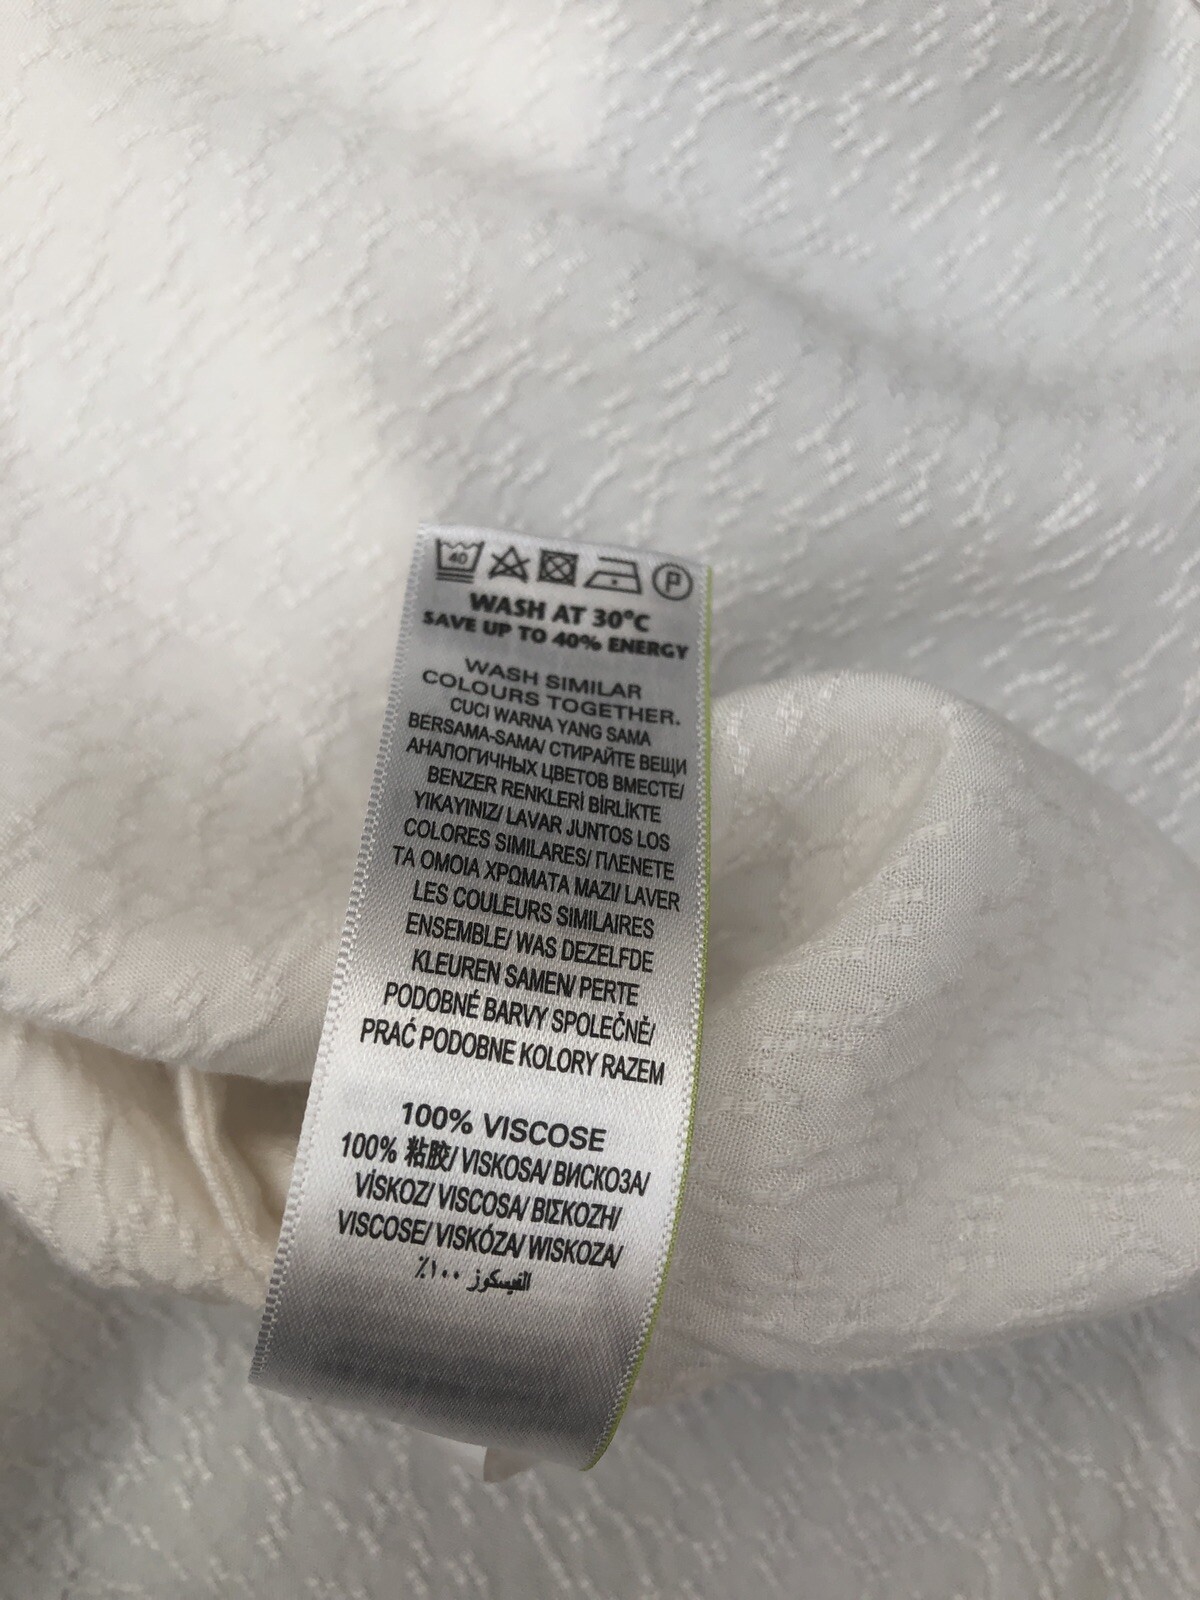 40
P
WASH AT 30°C
SAVE UP TO 40% ENERGY
WASH SIMILAR
COLOURS TOGETHER.
CUCI WARNA YANG SAMA
BERSAMA-SAMA/ СТИРАЙТЕ ВЕЩИ
АНАЛОГИЧНЫХ ЦВЕТОВ ВМЕСТЕ/
BENZER RENKLERİ BİRLİKTE
YIKAYINIZ/ LAVAR JUNTOS LOS
COLORES SIMILARES/ ΠΛΕΝΕΤΕ
ΤΑ ΟΜΟΙΑ ΧΡΩΜΑΤΑ ΜΑΖΙ/ LAVER
LES COULEURS SIMILAIRES
ENSEMBLE/ WAS DEZELFDE
KLEUREN SAMEN/ PERTE
PODOBNÉ BARVY SPOLEČNĚ/
PRAĆ PODOBNE KOLORY RAZEM
100% VISCOSE
100% 粘胶/ VISKOSA/ ВИСКОЗА/
VİSKOZ/ VISCOSA/ ΒΙΣΚΟΖΗ/
VISCOSE/ VISKÓZA/ WISKOZA/
الفيسكوز ١٠٠٪